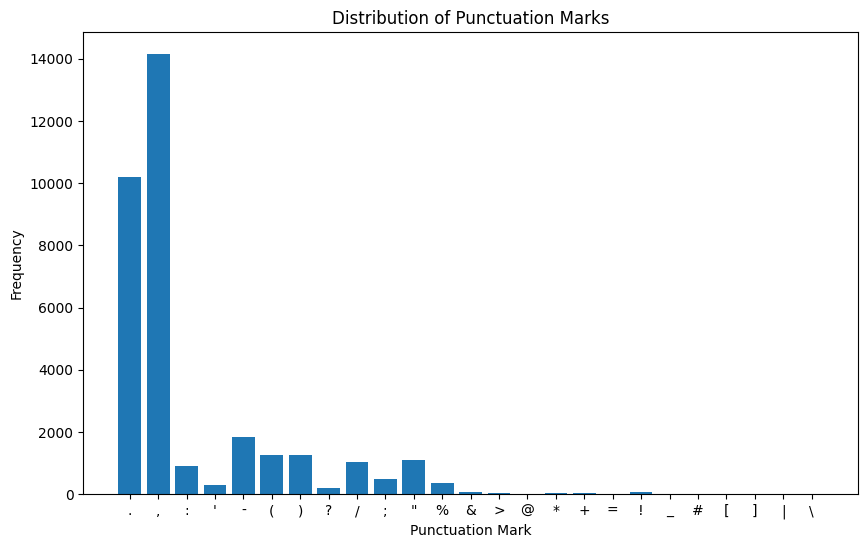 Distribution of Punctuation Marks
14000
12000
10000
8000
6000
4000
2000
0
Frequency
. , : ' - ( ) ? / ; " % & > @ * + = ! _ # [ ] | \
Punctuation Mark